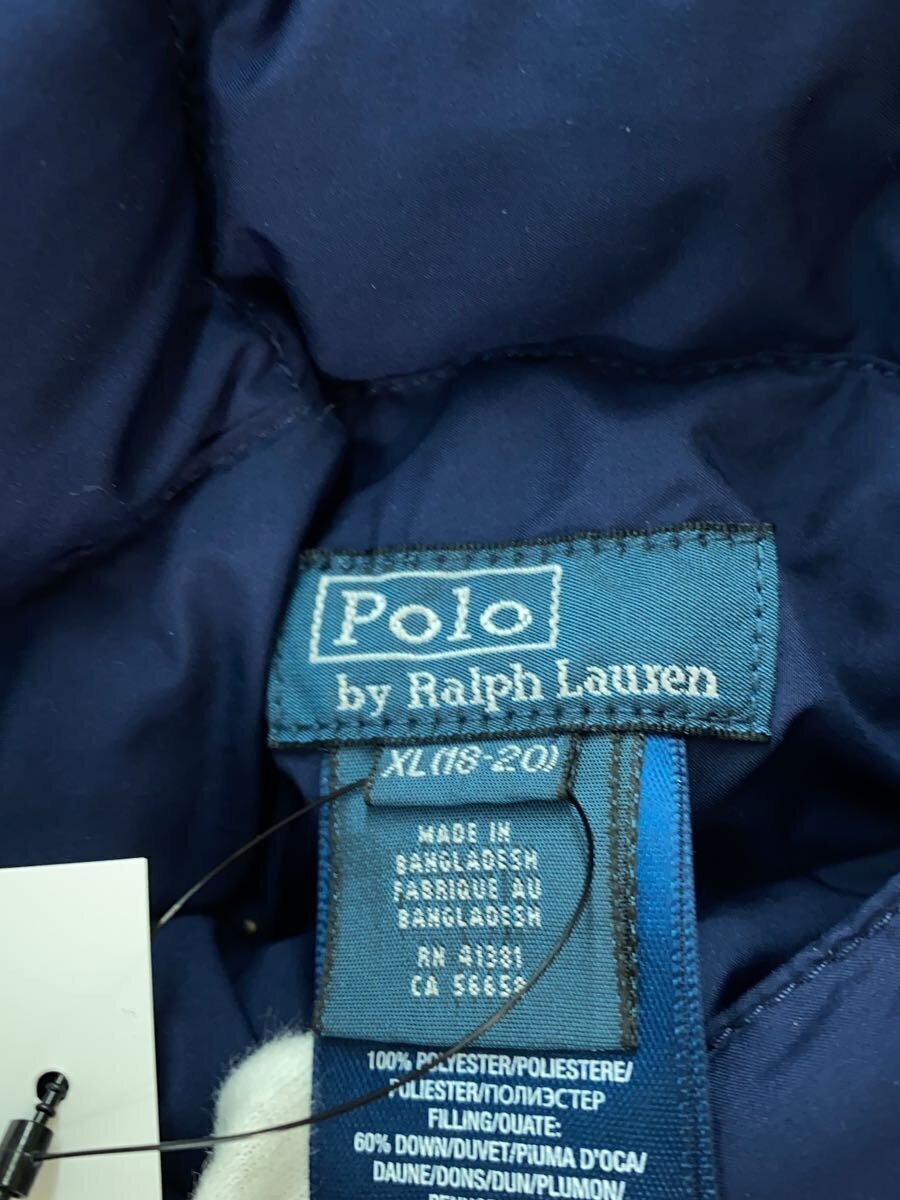 Polo
by Ralph Lauren
XL(18-20)
MADE IN
BANGLADESH
FABRIQUE AU
BANGLADESH
RN 41381
CA 56658
100% POLYESTER/POLIESTERE/
POLIESTER/ПОЛИЭСТЕР
FILLING/OUATE:
60% DOWN/DUVET/PIUMA D'OCA/
DAUNE/DONS/DUN/PLUMON/